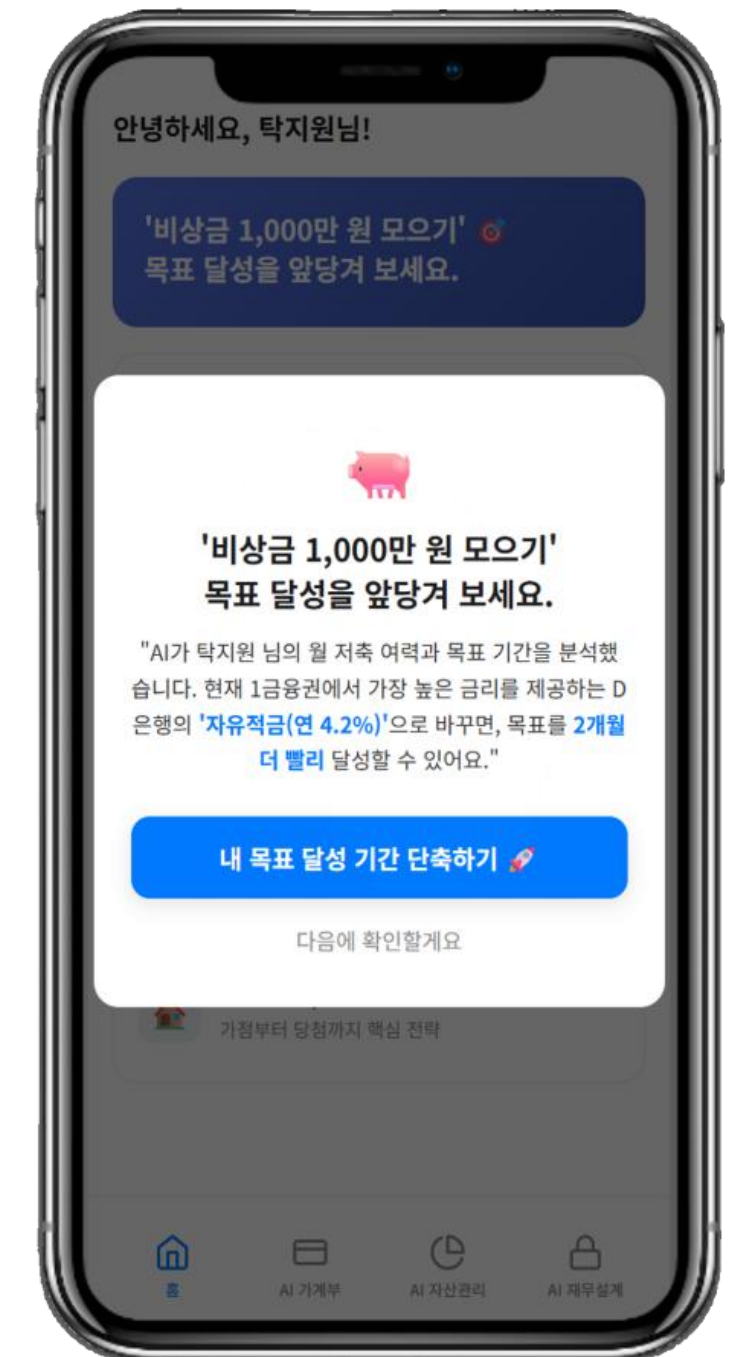 안녕하세요, 탁지원님!
'비상금 1,000만 원 모으기'
목표 달성을 앞당겨 보세요.
'비상금 1,000만 원 모으기'
목표 달성을 앞당겨 보세요.
"AI가 탁지원 님의 월 저축 여력과 목표 기간을 분석했
습니다. 현재 1금융권에서 가장 높은 금리를 제공하는 D
은행의 '자유적금(연 4.2%)'으로 바꾸면, 목표를 2개월
더 빨리 달성할 수 있어요."
내 목표 달성 기간 단축하기
다음에 확인할게요
가점부터 당첨까지 핵심 전략
홈
AI 가계부
AI 자산관리
AI 재무설계